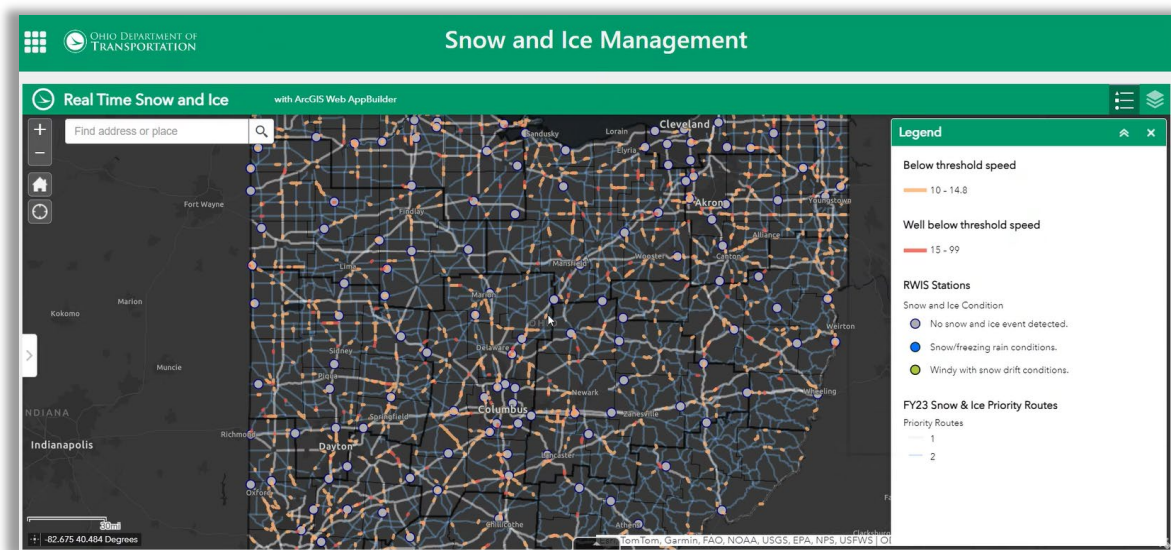 OHIO DEPARTMENT OF
TRANSPORTATION
Snow and Ice Management
Real Time Snow and Ice
with ArcGIS Web AppBuilder
+
Find address or place
−
Legend
Below threshold speed
10 - 14.8
Well below threshold speed
15 - 99
RWIS Stations
Snow and Ice Condition
No snow and ice event detected.
Snow/freezing rain conditions.
Windy with snow drift conditions.
FY23 Snow & Ice Priority Routes
Priority Routes
1
2
Sandusky
Lorain
Cleveland
Elyria
Fort Wayne
Findlay
Akron
Youngstown
Alliance
Lima
Mansfield
Wooster
Canton
Marion
Marion
Kokomo
OHIO
Weirton
Delaware
Sidney
Muncie
Piqua
Newark
Wheeling
Columbus
Zanesville
Springfield
INDIANA
Richmond
Indianapolis
Dayton
Lancaster
Oxford
Chillicothe
Athens
30mi
-82.675 40.484 Degrees
TomTom, Garmin, FAO, NOAA, USGS, EPA, NPS, USFWS |